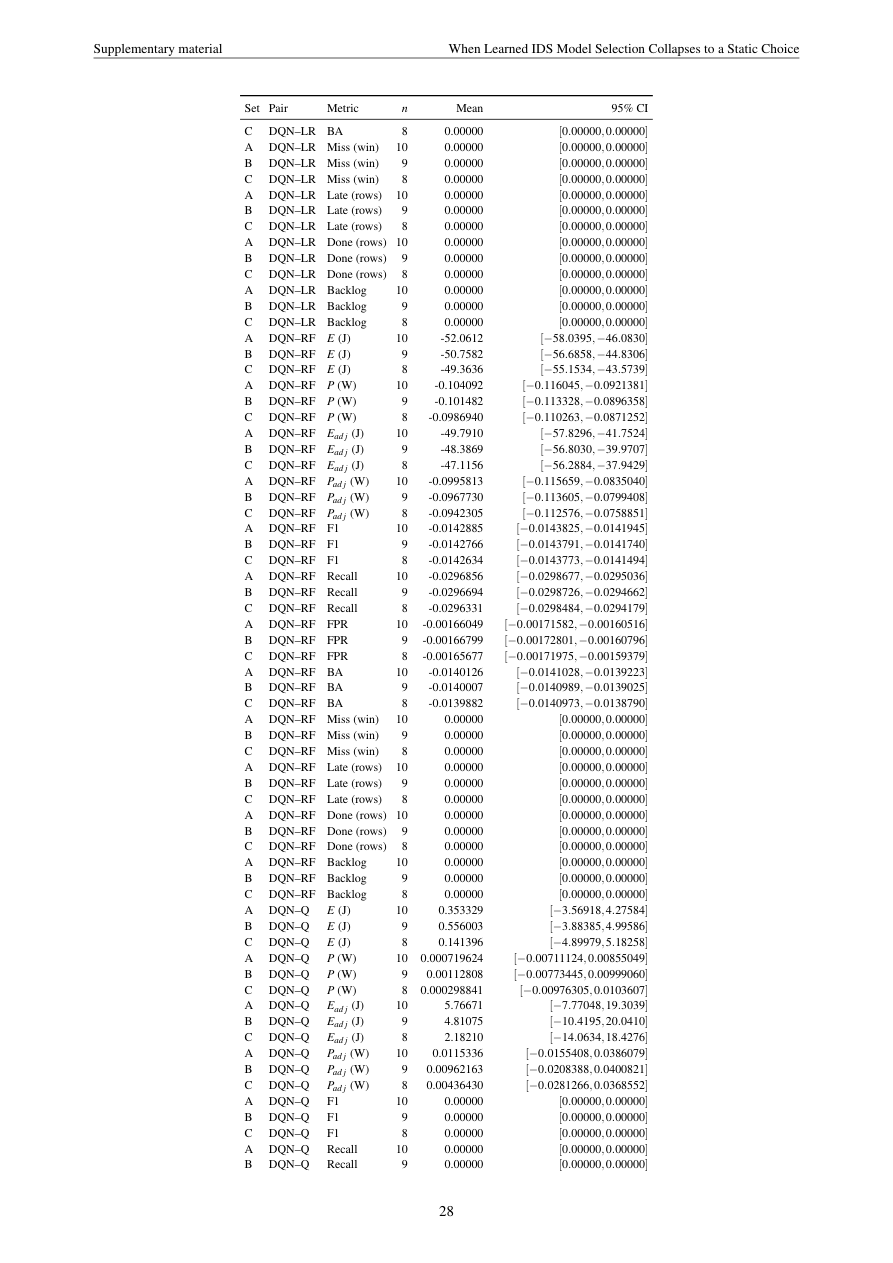 Supplementary material When Learned IDS Model Selection Collapses to a Static Choice
Set Pair Metric n Mean 95% CI
C DQN–LR BA 8 0.00000 [0.00000,0.00000]
A DQN–LR Miss (win) 10 0.00000 [0.00000,0.00000]
B DQN–LR Miss (win) 9 0.00000 [0.00000,0.00000]
C DQN–LR Miss (win) 8 0.00000 [0.00000,0.00000]
A DQN–LR Late (rows) 10 0.00000 [0.00000,0.00000]
B DQN–LR Late (rows) 9 0.00000 [0.00000,0.00000]
C DQN–LR Late (rows) 8 0.00000 [0.00000,0.00000]
A DQN–LR Done (rows) 10 0.00000 [0.00000,0.00000]
B DQN–LR Done (rows) 9 0.00000 [0.00000,0.00000]
C DQN–LR Done (rows) 8 0.00000 [0.00000,0.00000]
A DQN–LR Backlog 10 0.00000 [0.00000,0.00000]
B DQN–LR Backlog 9 0.00000 [0.00000,0.00000]
C DQN–LR Backlog 8 0.00000 [0.00000,0.00000]
A DQN–RF E (J) 10 -52.0612 [−58.0395,−46.0830]
B DQN–RF E (J) 9 -50.7582 [−56.6858,−44.8306]
C DQN–RF E (J) 8 -49.3636 [−55.1534,−43.5739]
A DQN–RF P (W) 10 -0.104092 [−0.116045,−0.0921381]
B DQN–RF P (W) 9 -0.101482 [−0.113328,−0.0896358]
C DQN–RF P (W) 8 -0.0986940 [−0.110263,−0.0871252]
A DQN–RF Eadj (J) 10 -49.7910 [−57.8296,−41.7524]
B DQN–RF Eadj (J) 9 -48.3869 [−56.8030,−39.9707]
C DQN–RF Eadj (J) 8 -47.1156 [−56.2884,−37.9429]
A DQN–RF Padj (W) 10 -0.0995813 [−0.115659,−0.0835040]
B DQN–RF Padj (W) 9 -0.0967730 [−0.113605,−0.0799408]
C DQN–RF Padj (W) 8 -0.0942305 [−0.112576,−0.0758851]
A DQN–RF F1 10 -0.0142885 [−0.0143825,−0.0141945]
B DQN–RF F1 9 -0.0142766 [−0.0143791,−0.0141740]
C DQN–RF F1 8 -0.0142634 [−0.0143773,−0.0141494]
A DQN–RF Recall 10 -0.0296856 [−0.0298677,−0.0295036]
B DQN–RF Recall 9 -0.0296694 [−0.0298726,−0.0294662]
C DQN–RF Recall 8 -0.0296331 [−0.0298484,−0.0294179]
A DQN–RF FPR 10 -0.00166049 [−0.00171582,−0.00160516]
B DQN–RF FPR 9 -0.00166799 [−0.00172801,−0.00160796]
C DQN–RF FPR 8 -0.00165677 [−0.00171975,−0.00159379]
A DQN–RF BA 10 -0.0140126 [−0.0141028,−0.0139223]
B DQN–RF BA 9 -0.0140007 [−0.0140989,−0.0139025]
C DQN–RF BA 8 -0.0139882 [−0.0140973,−0.0138790]
A DQN–RF Miss (win) 10 0.00000 [0.00000,0.00000]
B DQN–RF Miss (win) 9 0.00000 [0.00000,0.00000]
C DQN–RF Miss (win) 8 0.00000 [0.00000,0.00000]
A DQN–RF Late (rows) 10 0.00000 [0.00000,0.00000]
B DQN–RF Late (rows) 9 0.00000 [0.00000,0.00000]
C DQN–RF Late (rows) 8 0.00000 [0.00000,0.00000]
A DQN–RF Done (rows) 10 0.00000 [0.00000,0.00000]
B DQN–RF Done (rows) 9 0.00000 [0.00000,0.00000]
C DQN–RF Done (rows) 8 0.00000 [0.00000,0.00000]
A DQN–RF Backlog 10 0.00000 [0.00000,0.00000]
B DQN–RF Backlog 9 0.00000 [0.00000,0.00000]
C DQN–RF Backlog 8 0.00000 [0.00000,0.00000]
A DQN–Q E (J) 10 0.353329 [−3.56918,4.27584]
B DQN–Q E (J) 9 0.556003 [−3.88385,4.99586]
C DQN–Q E (J) 8 0.141396 [−4.89979,5.18258]
A DQN–Q P (W) 10 0.000719624 [−0.00711124,0.00855049]
B DQN–Q P (W) 9 0.00112808 [−0.00773445,0.00999060]
C DQN–Q P (W) 8 0.000298841 [−0.00976305,0.0103607]
A DQN–Q Eadj (J) 10 5.76671 [−7.77048,19.3039]
B DQN–Q Eadj (J) 9 4.81075 [−10.4195,20.0410]
C DQN–Q Eadj (J) 8 2.18210 [−14.0634,18.4276]
A DQN–Q Padj (W) 10 0.0115336 [−0.0155408,0.0386079]
B DQN–Q Padj (W) 9 0.00962163 [−0.0208388,0.0400821]
C DQN–Q Padj (W) 8 0.00436430 [−0.0281266,0.0368552]
A DQN–Q F1 10 0.00000 [0.00000,0.00000]
B DQN–Q F1 9 0.00000 [0.00000,0.00000]
C DQN–Q F1 8 0.00000 [0.00000,0.00000]
A DQN–Q Recall 10 0.00000 [0.00000,0.00000]
B DQN–Q Recall 9 0.00000 [0.00000,0.00000]
28